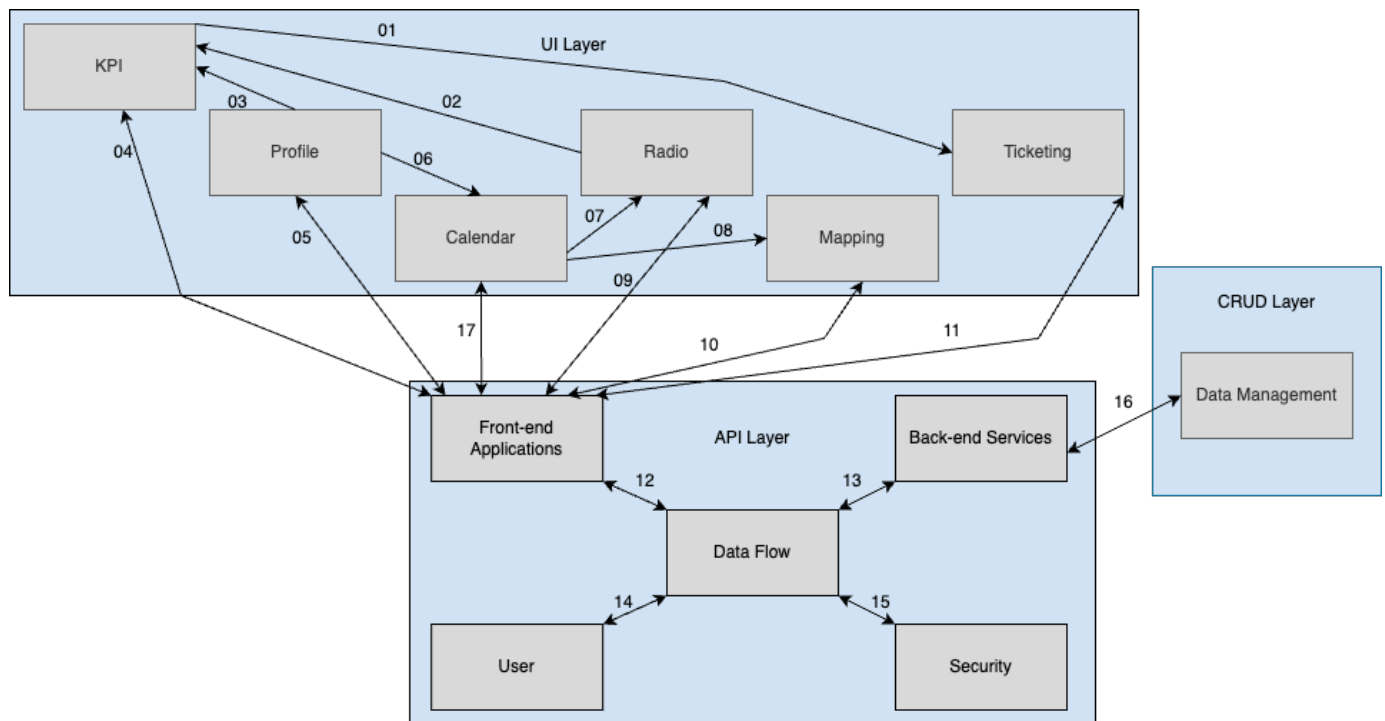 01
UI Layer
KPI
03
02
04
Profile
06
Radio
Ticketing
05
Calendar
07
08
Mapping
09
17
10
11
CRUD Layer
Data Management
16
Front-end
Applications
API Layer
Back-end Services
12
13
Data Flow
14
15
User
Security